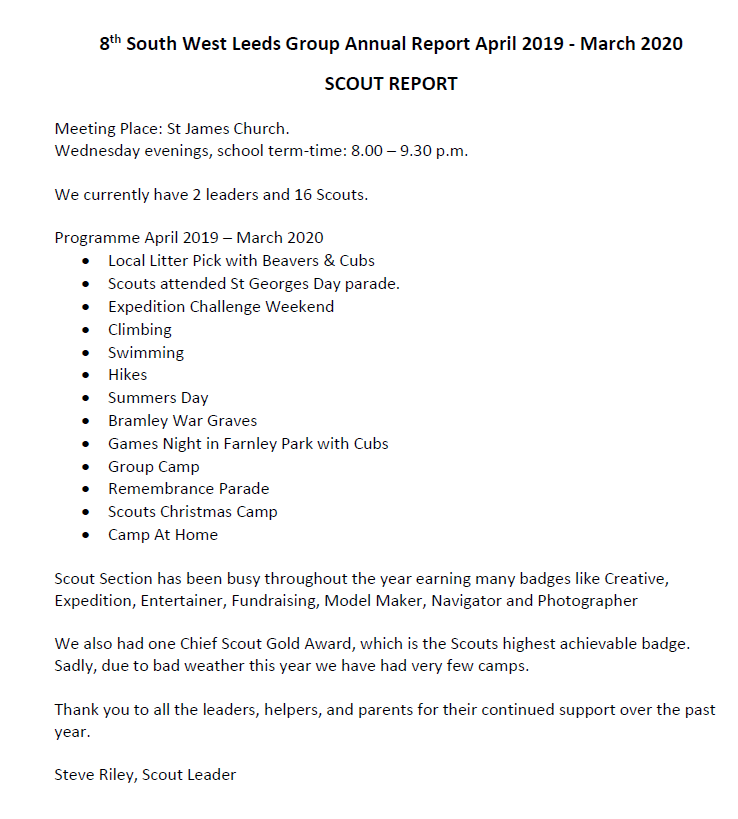 8th South West Leeds Group Annual Report April 2019 - March 2020
SCOUT REPORT
Meeting Place: St James Church.
Wednesday evenings, school term-time: 8.00 – 9.30 p.m.
We currently have 2 leaders and 16 Scouts.
Programme April 2019 – March 2020
• Local Litter Pick with Beavers & Cubs
• Scouts attended St Georges Day parade.
• Expedition Challenge Weekend
• Climbing
• Swimming
• Hikes
• Summers Day
• Bramley War Graves
• Games Night in Farnley Park with Cubs
• Group Camp
• Remembrance Parade
• Scouts Christmas Camp
• Camp At Home
Scout Section has been busy throughout the year earning many badges like Creative,
Expedition, Entertainer, Fundraising, Model Maker, Navigator and Photographer
We also had one Chief Scout Gold Award, which is the Scouts highest achievable badge.
Sadly, due to bad weather this year we have had very few camps.
Thank you to all the leaders, helpers, and parents for their continued support over the past
year.
Steve Riley, Scout Leader